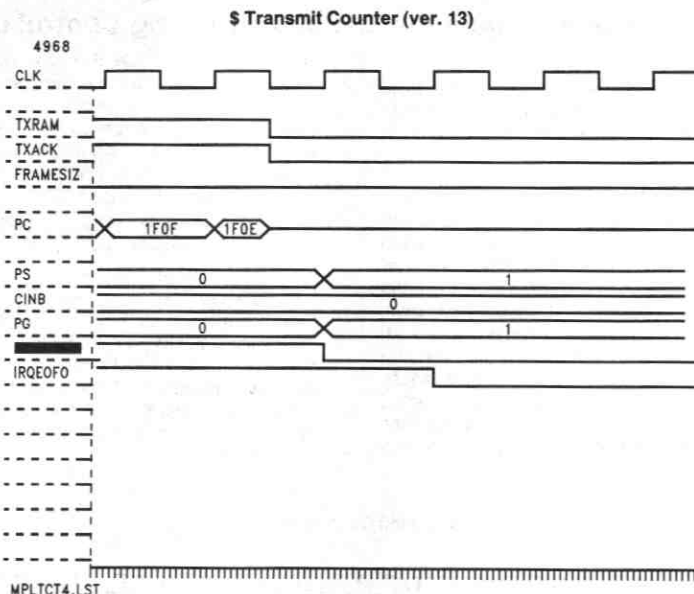 $ Transmit Counter (ver. 13)
4968
CLK
TXRAM
TXACK
FRAMESIZ
PC 1F0F 1F0E
PS 0 1
CINB 0
PG 0 1
IRQEOFO
MPLTCT4.LST